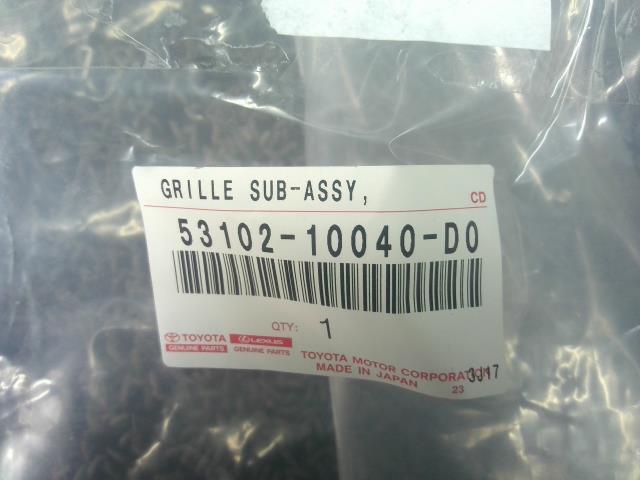 GRILLE SUB-ASSY,
CD
53102-10040-D0
QTY: 1
TOYOTA LEXUS
GENUINE PARTS GENUINE PARTS
TOYOTA MOTOR CORPORATION
MADE IN JAPAN
3J17
23